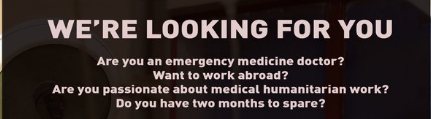 WE'RE LOOKING FOR YOU
Are you an emergency medicine doctor?
Want to work abroad?
Are you passionate about medical humanitarian work?
Do you have two months to spare?